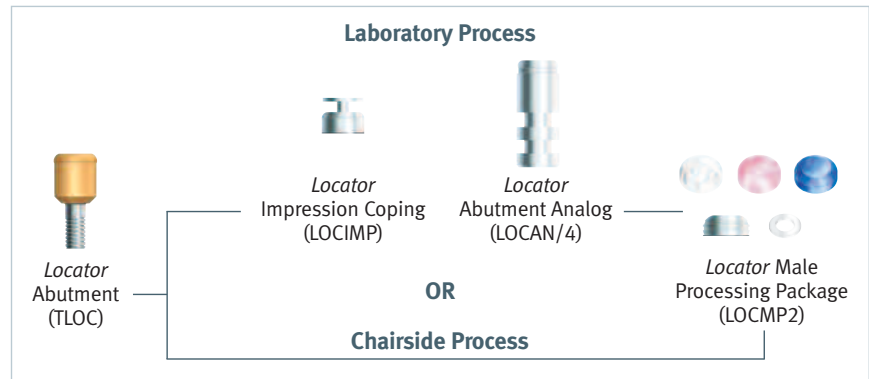 Laboratory Process
Locator
Impression Coping
(LOCIMP)
Locator
Abutment Analog
(LOCAN/4)
Locator
Abutment
(TLOC)
Locator Male
Processing Package
(LOCMP2)
OR
Chairside Process